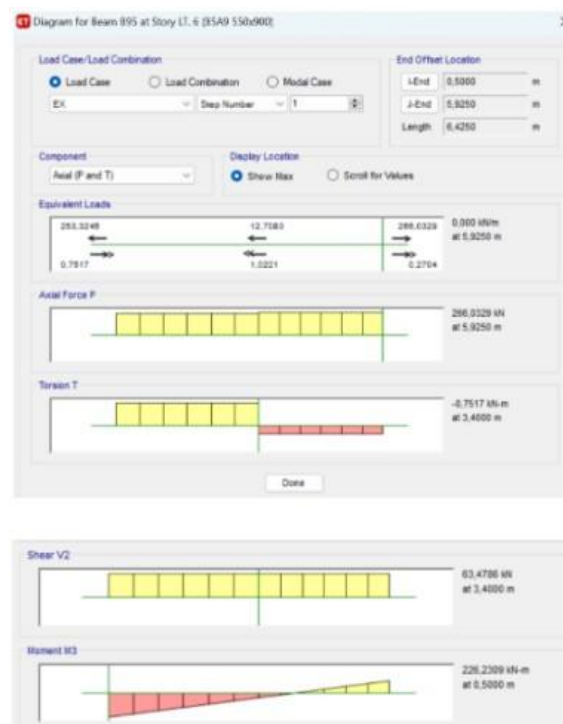 Diagram for Beam B95 at Story LT. 6 (B5A9 550x900)
Load Case/Load Combination
Load Case Load Combination Modal Case
EX Step Number 1
End Offset Location
I-End 0,5000 m
J-End 5,9250 m
Length 6,4250 m
Component
Axial (P and T)
Display Location
Show Max Scroll for Values
Equivalent Loads
253,3246 12,7083 266,0329
0,7517 1,0221 0,2704
0,000 kN/m
at 5,9250 m
Axial Force P
266,0329 kN
at 5,9250 m
Torsion T
-0,7517 kN-m
at 3,4000 m
Done
Shear V2
63,4786 kN
at 3,4000 m
Moment M3
226,2309 kN-m
at 0,5000 m